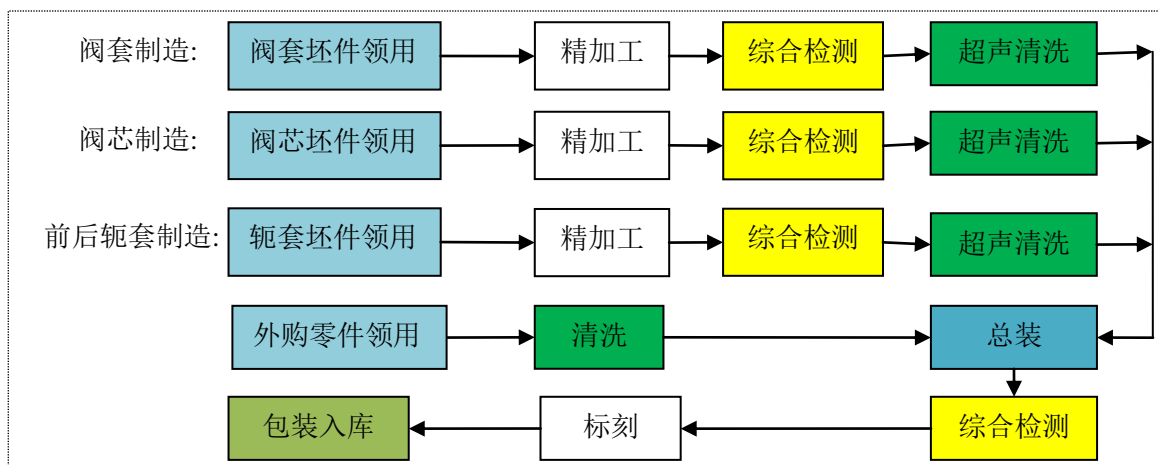 阀套制造: 阀套坯件领用 精加工 综合检测 超声清洗
阀芯制造: 阀芯坯件领用 精加工 综合检测 超声清洗
前后轭套制造: 轭套坯件领用 精加工 综合检测 超声清洗
外购零件领用 清洗 总装
包装入库 标刻 综合检测